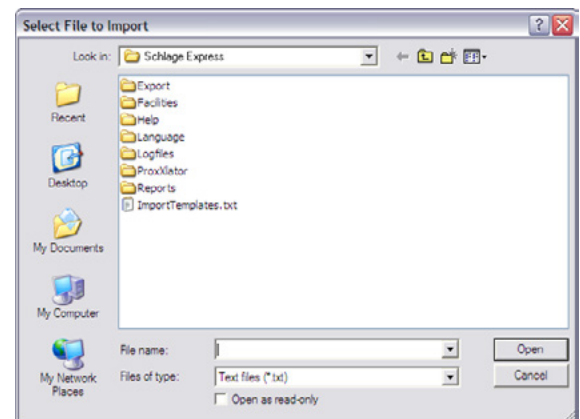 Select File to Import
Look in: Schlage Express
Export
Facilities
Help
Language
Logfiles
ProxXlator
Reports
ImportTemplates.txt
Recent
Desktop
My Documents
My Computer
My Network
Places
File name:
Open
Files of type: Text files (*.txt)
Cancel
Open as read-only